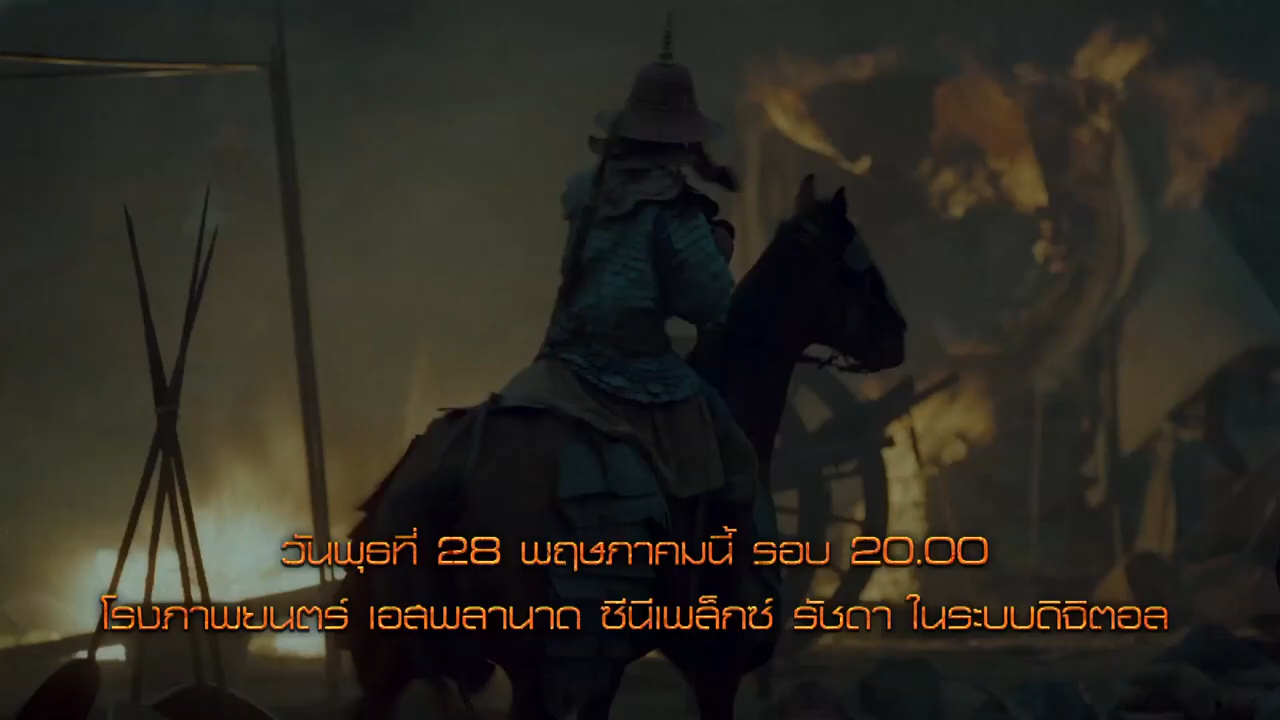 วันพุธที่ 28 พฤษภาคมนี้ รอบ 20.00
โรงภาพยนตร์ เอสพลานาด ซีนีเพล็กซ์ รัชดา ในระบบดิจิตอล